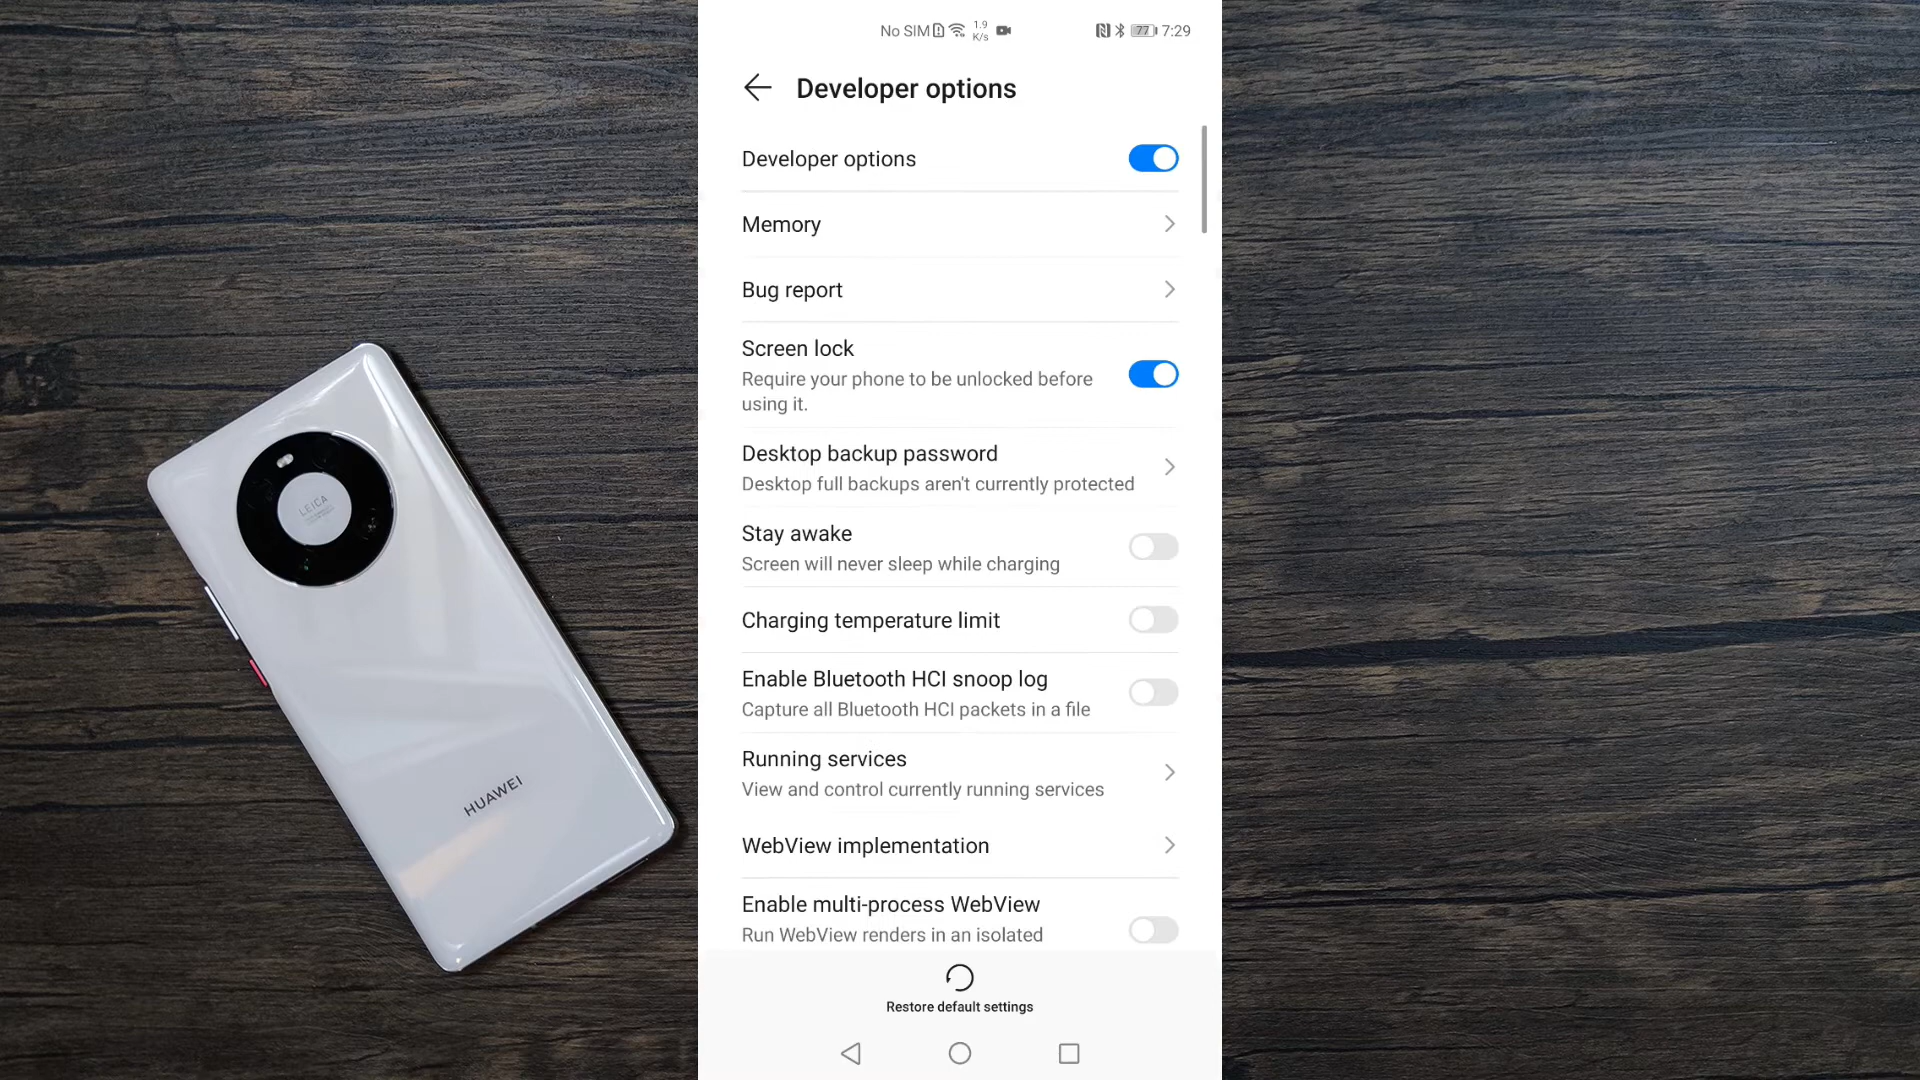 No SIM
1.9
K/s
77
7:29
Developer options
Developer options
Memory
Bug report
Screen lock
Require your phone to be unlocked before
using it.
Desktop backup password
Desktop full backups aren't currently protected
Stay awake
Screen will never sleep while charging
Charging temperature limit
Enable Bluetooth HCI snoop log
Capture all Bluetooth HCI packets in a file
Running services
View and control currently running services
WebView implementation
Enable multi-process WebView
Run WebView renders in an isolated
Restore default settings
LEICA
HUAWEI